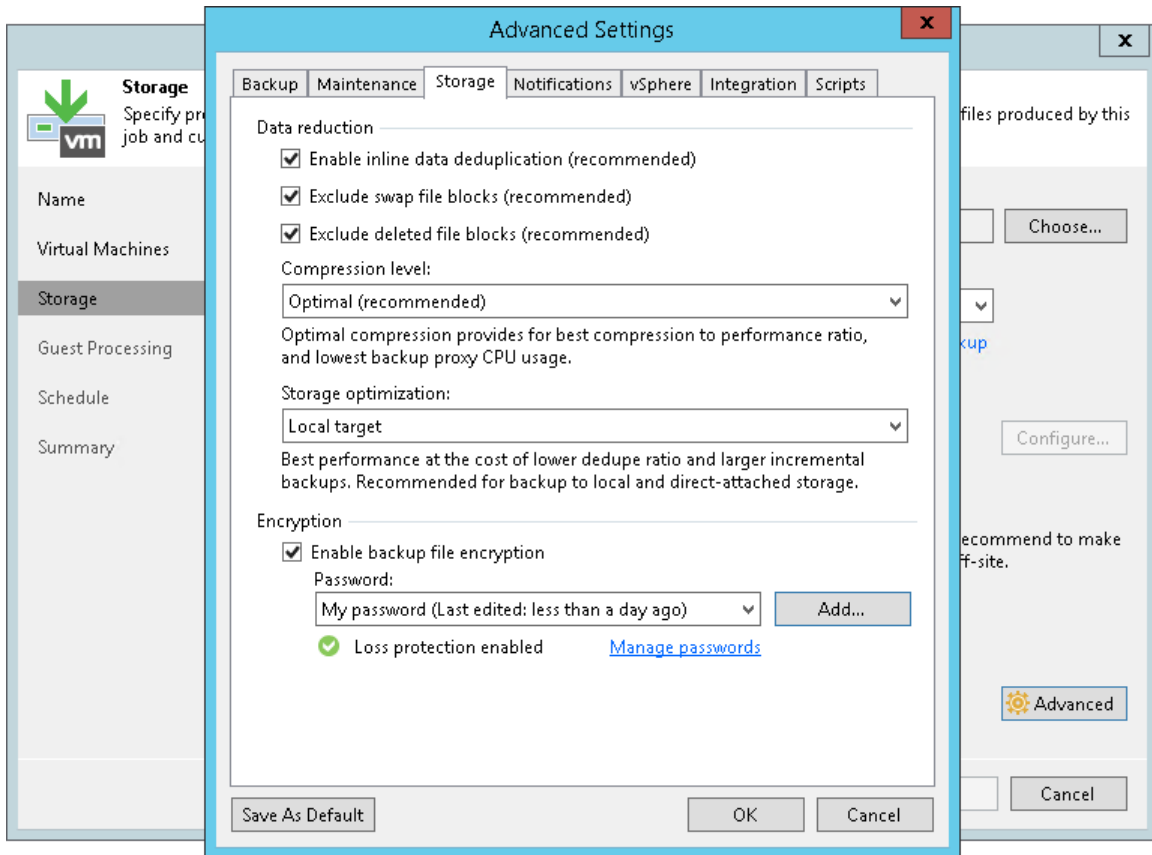 Advanced Settings
x
x
Storage
Specify pr
job and cu
files produced by this
vm
Name
Virtual Machines
Storage
Guest Processing
Schedule
Summary
Backup
Maintenance
Storage
Notifications
vSphere
Integration
Scripts
Data reduction
Enable inline data deduplication (recommended)
Exclude swap file blocks (recommended)
Exclude deleted file blocks (recommended)
Compression level:
Optimal (recommended)
Optimal compression provides for best compression to performance ratio,
and lowest backup proxy CPU usage.
Storage optimization:
Local target
Best performance at the cost of lower dedupe ratio and larger incremental
backups. Recommended for backup to local and direct-attached storage.
Encryption
Enable backup file encryption
Password:
My password (Last edited: less than a day ago)
Add...
Loss protection enabled
Manage passwords
Save As Default
OK
Cancel
Choose...
kup
Configure...
ecommend to make
ff-site.
Advanced
Cancel